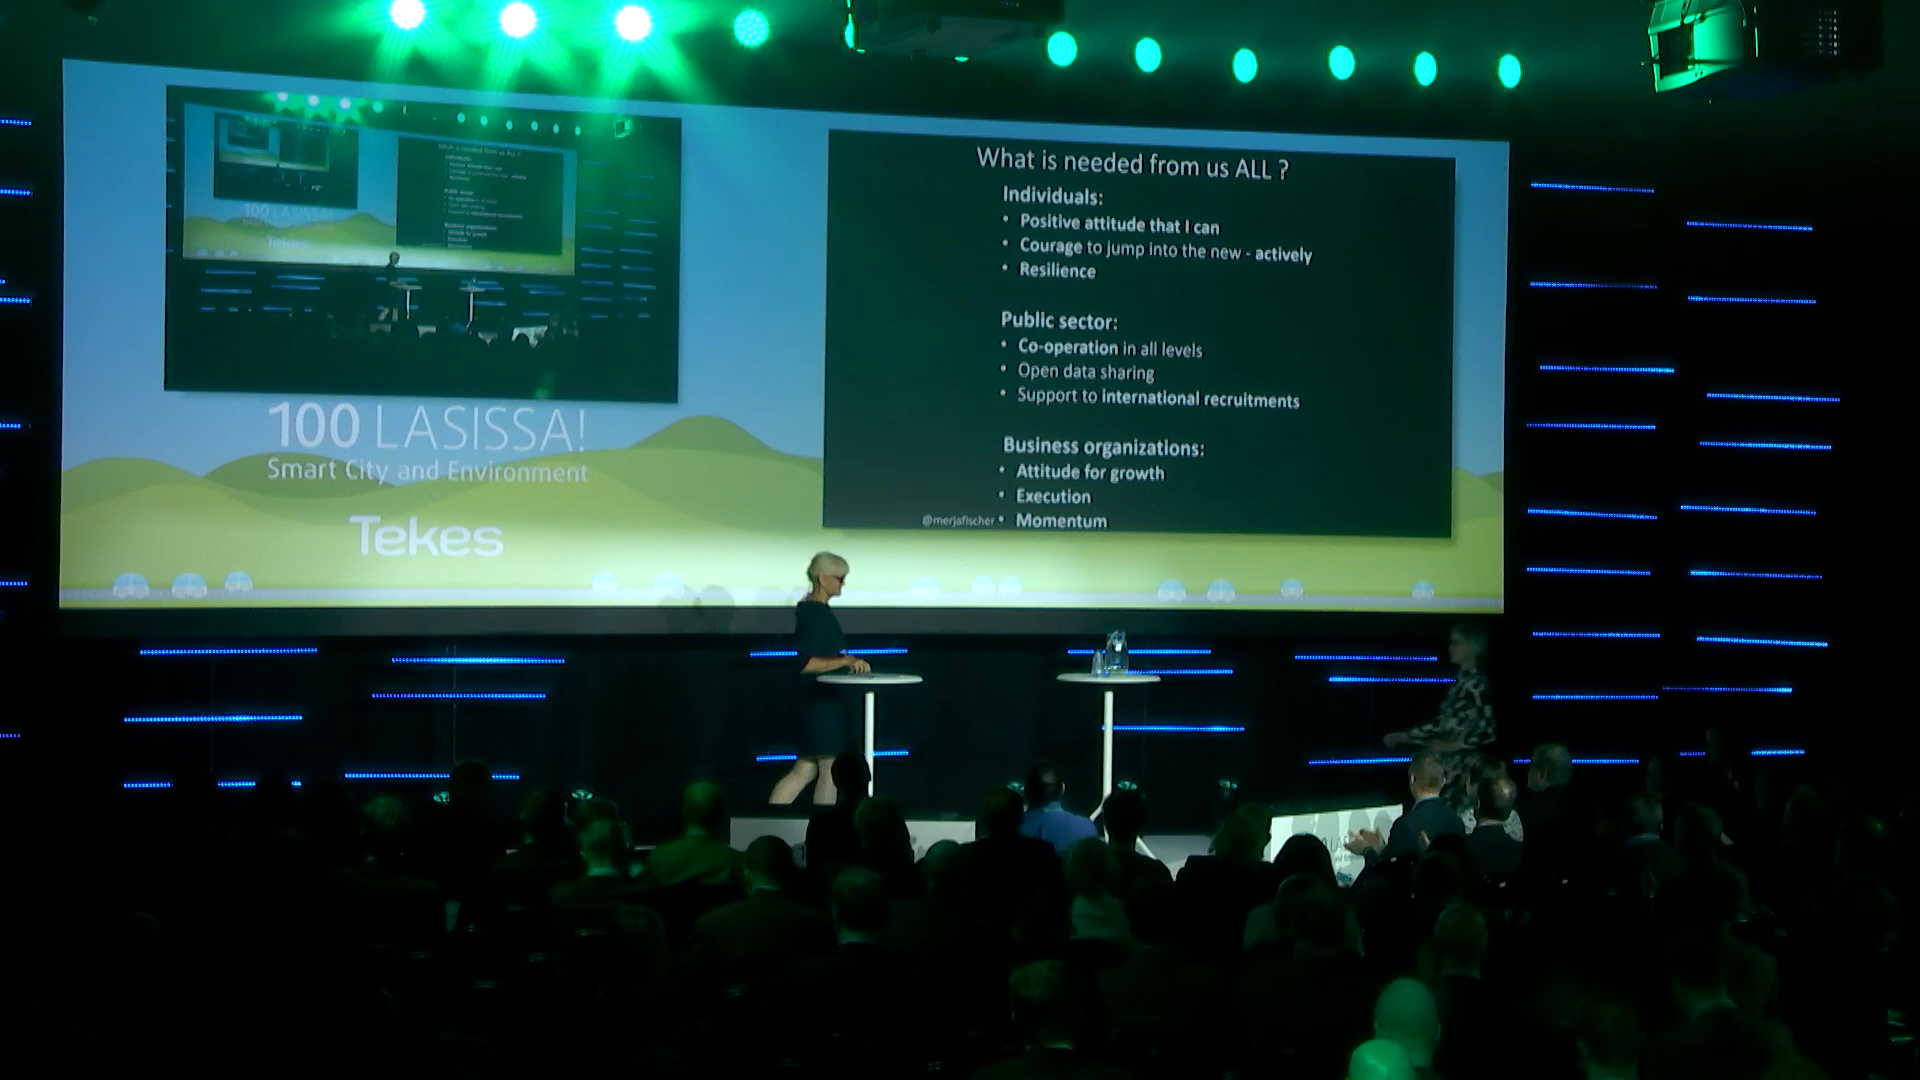 100 LASISSA!
Smart City and Environment
Tekes
What is needed from us ALL ?
Individuals:
• Positive attitude that I can
• Courage to jump into the new - actively
• Resilience
Public sector:
• Co-operation in all levels
• Open data sharing
• Support to international recruitments
Business organizations:
• Attitude for growth
• Execution
• Momentum
@merjafischer